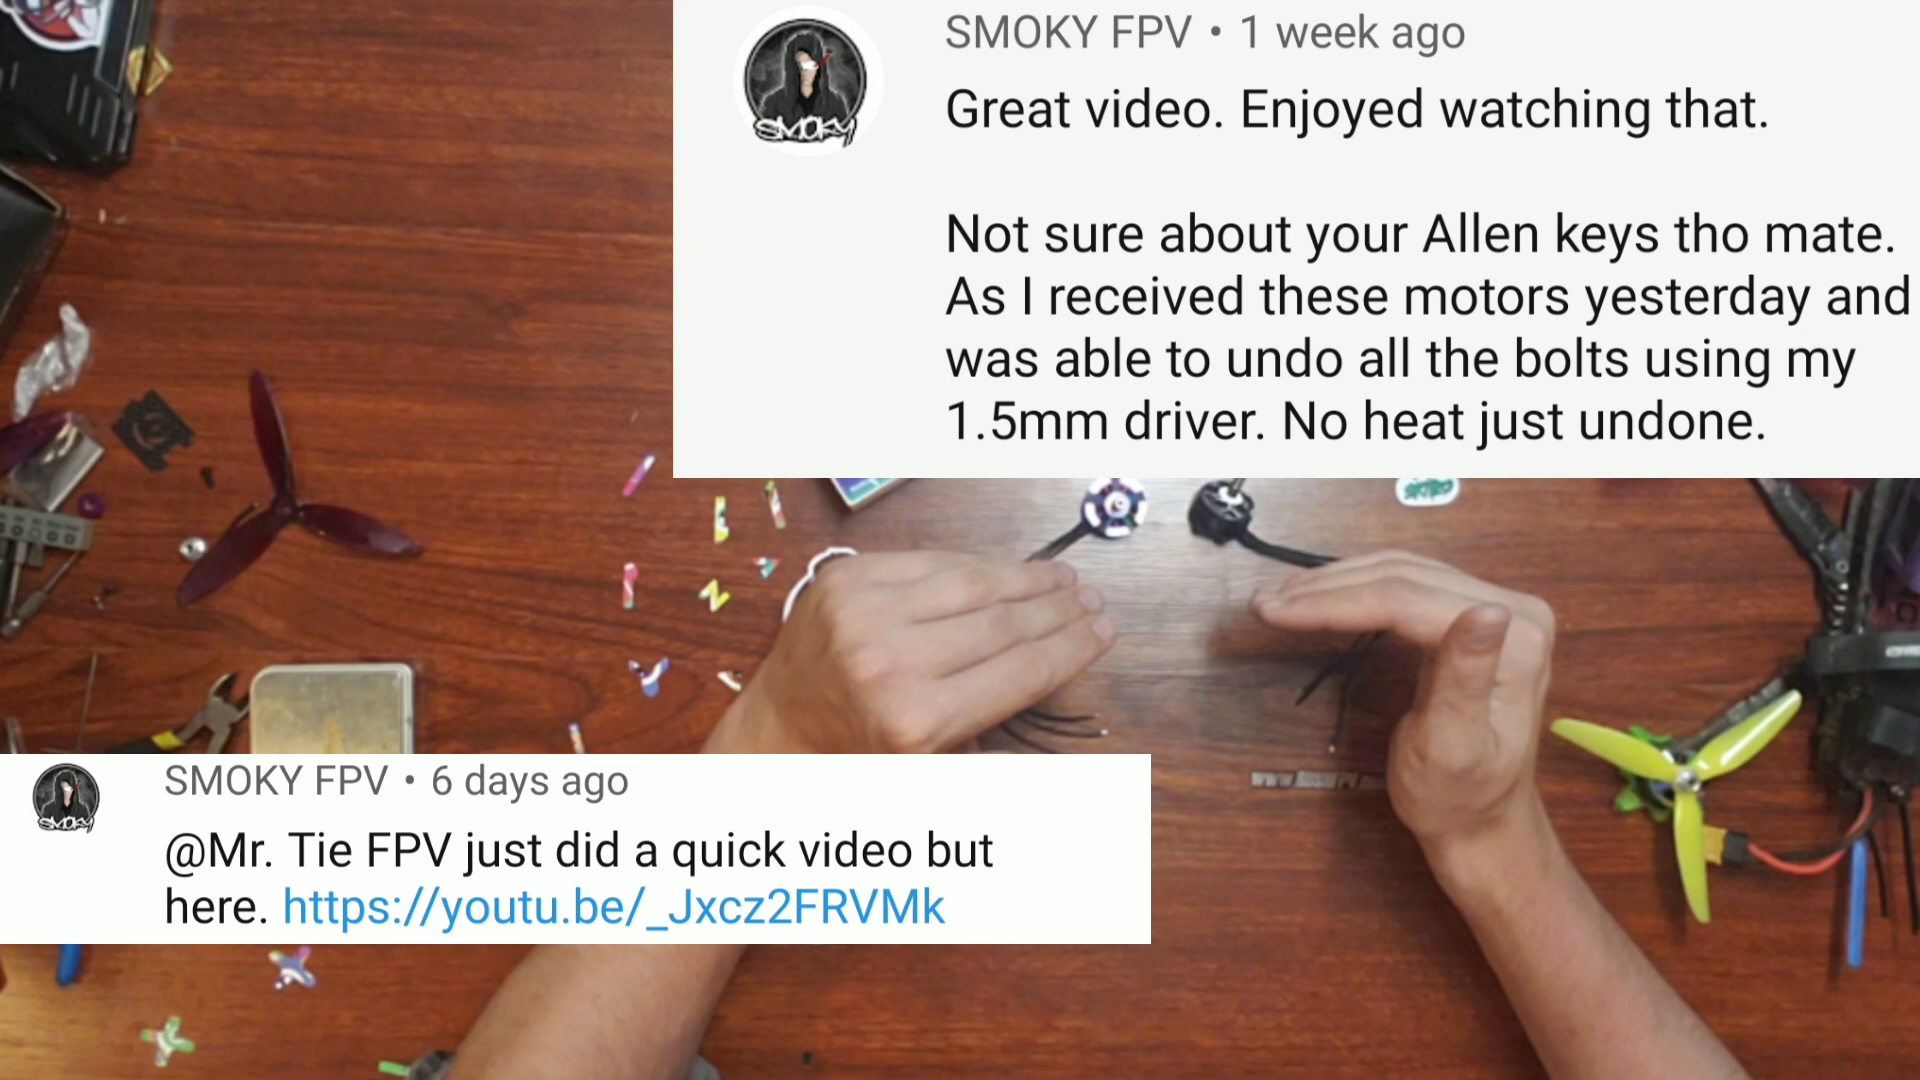 SMOKY FPV • 1 week ago
Great video. Enjoyed watching that.
Not sure about your Allen keys tho mate.
As I received these motors yesterday and
was able to undo all the bolts using my
1.5mm driver. No heat just undone.
SMOKY
SMOKY FPV • 6 days ago
@Mr. Tie FPV just did a quick video but
here. https://youtu.be/_Jxcz2FRVMk
SMOKY